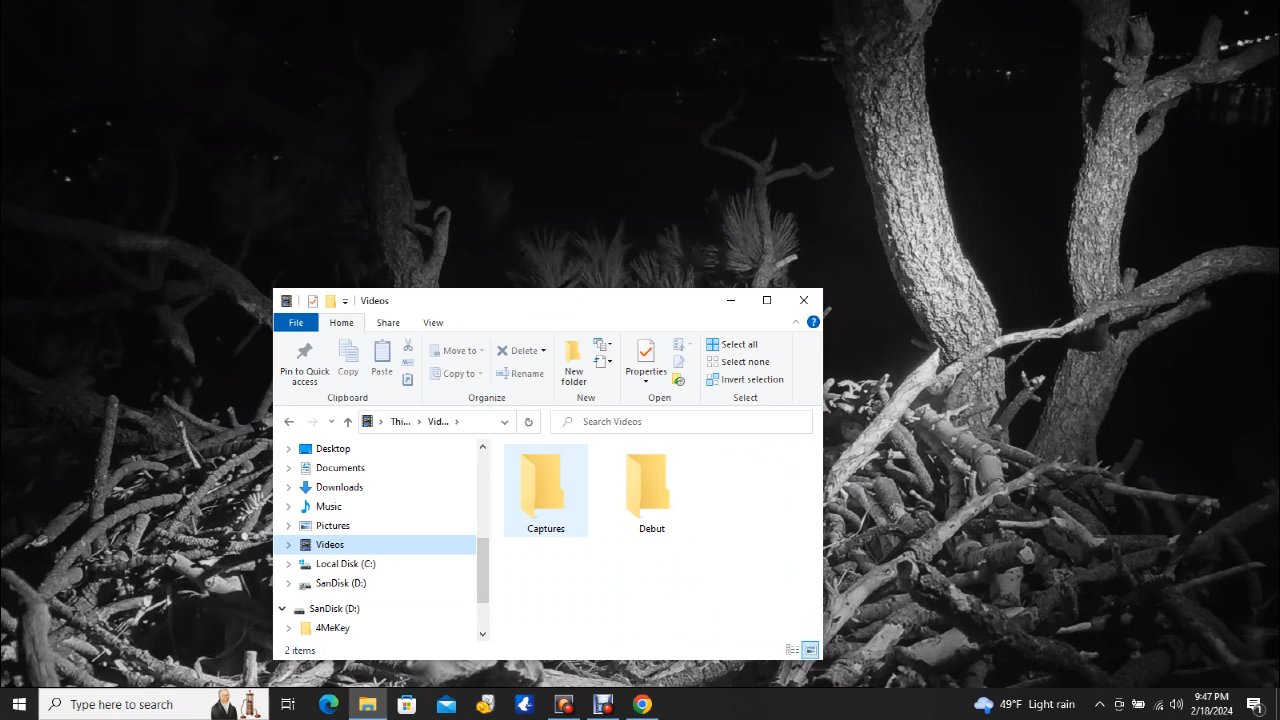 Videos
File Home Share View
Pin to Quick access
Copy
Paste
Clipboard
Move to
Copy to
Delete
Rename
Organize
New folder
New
Properties
Open
Select all
Select none
Invert selection
Select
Thi... Vid...
Search Videos
Desktop
Documents
Downloads
Music
Pictures
Videos
Local Disk (C:)
SanDisk (D:)
SanDisk (D:)
4MeKey
Captures
Debut
2 items
Type here to search
49°F Light rain
9:47 PM
2/18/2024
1